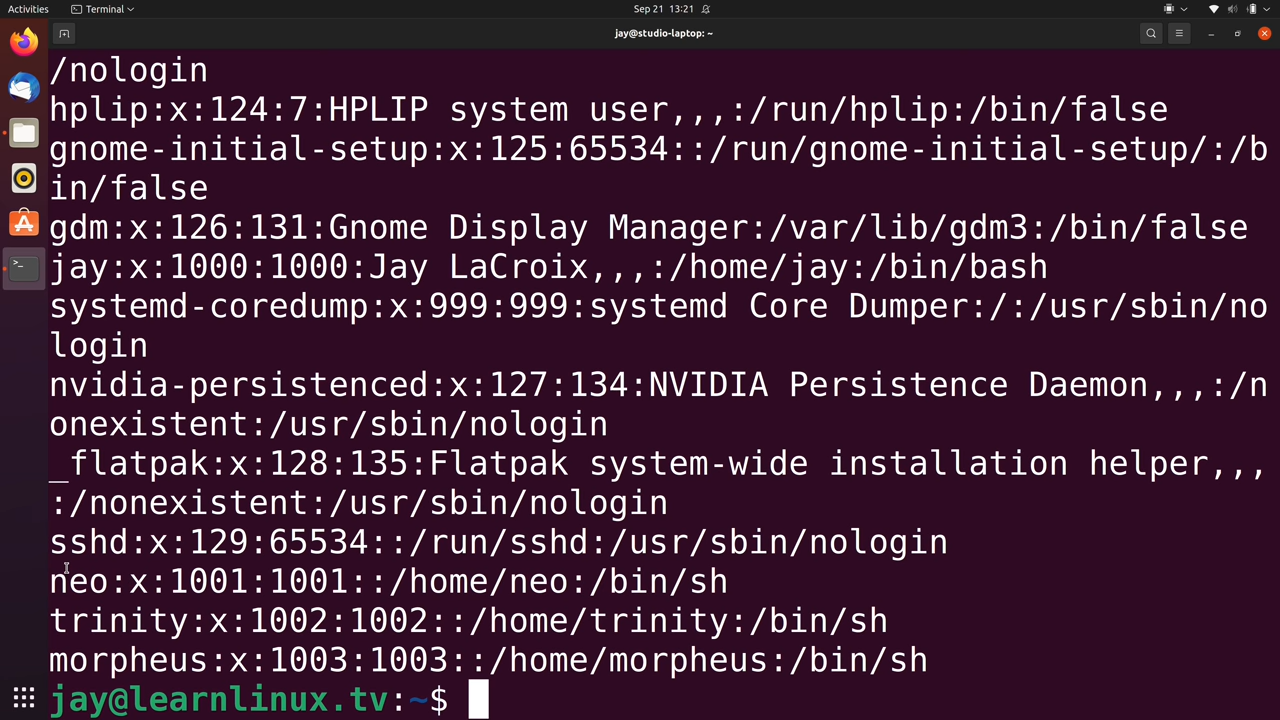 Activities
Terminal
Sep 21 13:21
jay@studio-laptop: ~
/nologin
hplip:x:124:7:HPLIP system user,,,:/run/hplip:/bin/false
gnome-initial-setup:x:125:65534::/run/gnome-initial-setup/:/b
in/false
gdm:x:126:131:Gnome Display Manager:/var/lib/gdm3:/bin/false
jay:x:1000:1000:Jay LaCroix,,,:/home/jay:/bin/bash
systemd-coredump:x:999:999:systemd Core Dumper:/:/usr/sbin/no
login
nvidia-persistenced:x:127:134:NVIDIA Persistence Daemon,,,:/n
onexistent:/usr/sbin/nologin
_flatpak:x:128:135:Flatpak system-wide installation helper,,,
:/nonexistent:/usr/sbin/nologin
sshd:x:129:65534::/run/sshd:/usr/sbin/nologin
neo:x:1001:1001::/home/neo:/bin/sh
trinity:x:1002:1002::/home/trinity:/bin/sh
morpheus:x:1003:1003::/home/morpheus:/bin/sh
jay@learnlinux.tv:~$